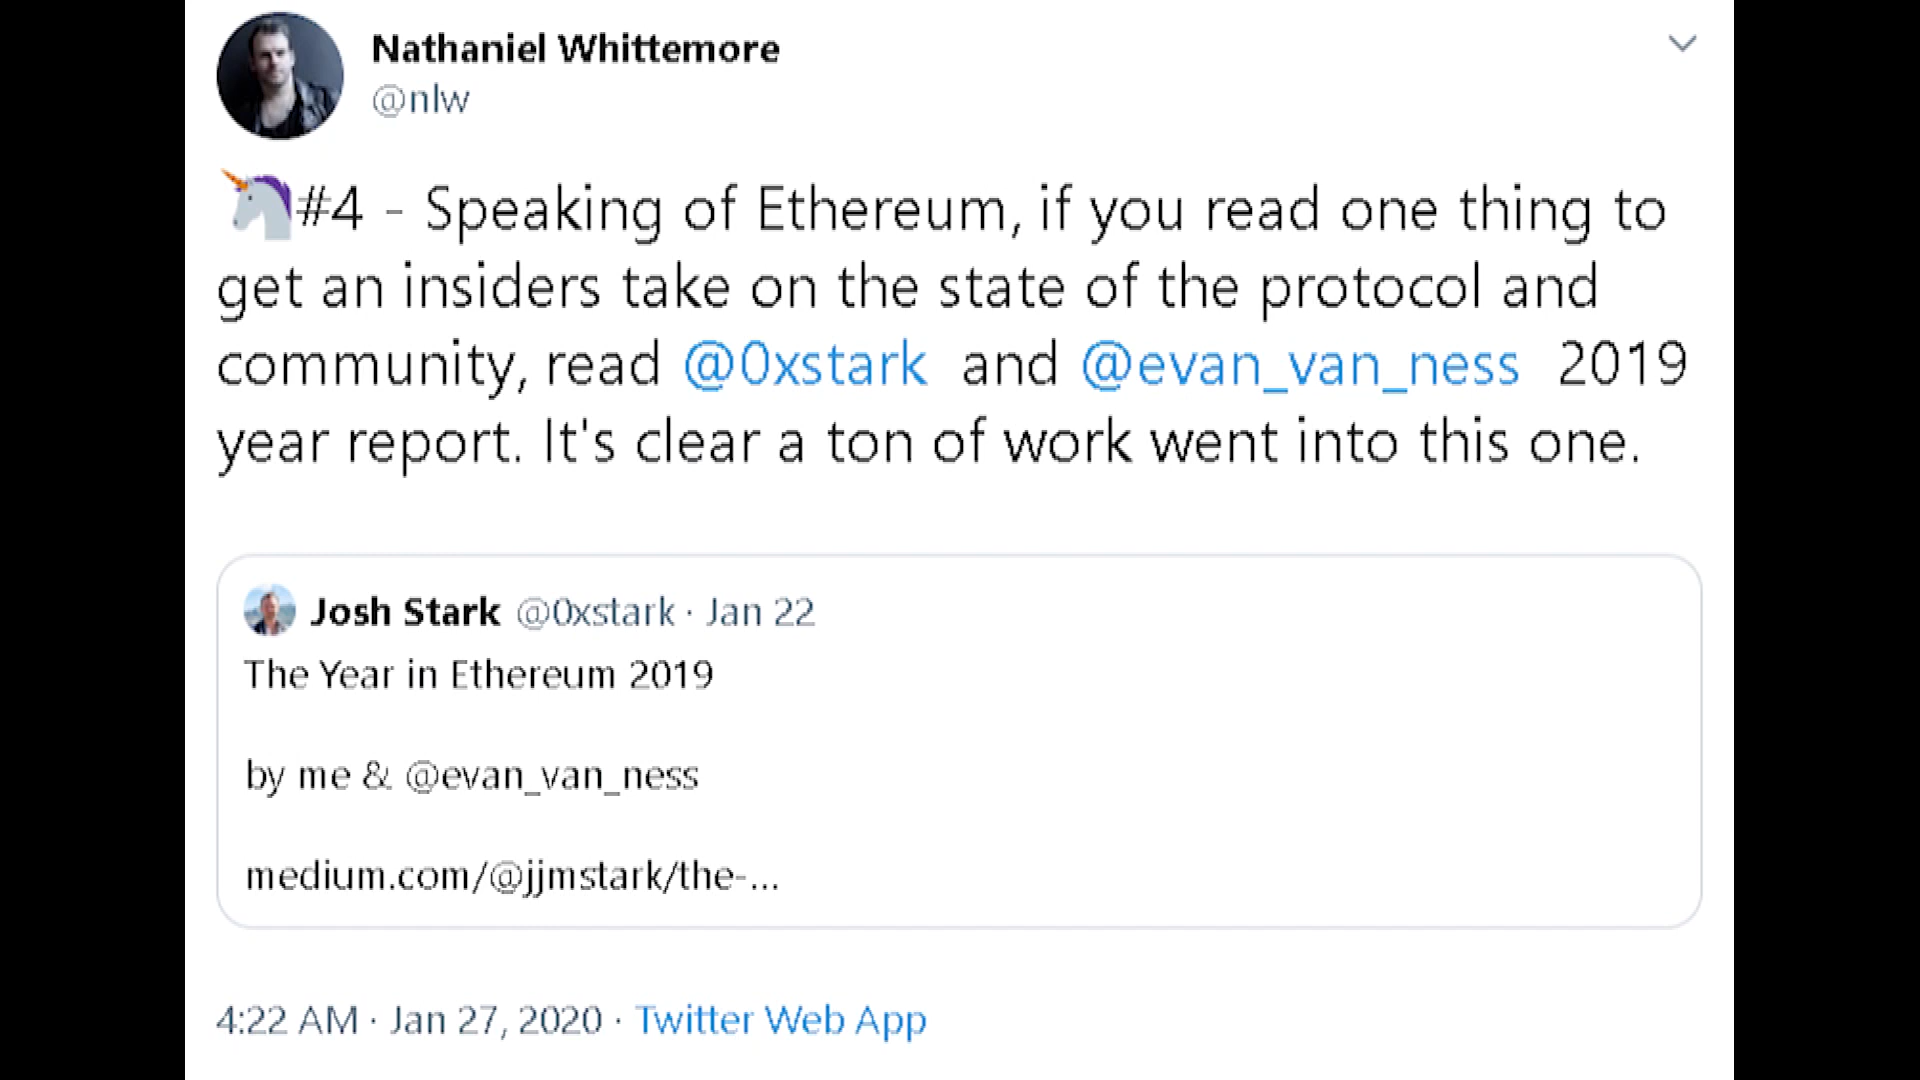 Nathaniel Whittemore
@nlw
🦄#4 - Speaking of Ethereum, if you read one thing to
get an insiders take on the state of the protocol and
community, read @0xstark and @evan_van_ness 2019
year report. It's clear a ton of work went into this one.
Josh Stark @0xstark · Jan 22
The Year in Ethereum 2019
by me & @evan_van_ness
medium.com/@jjmstark/the-...
4:22 AM · Jan 27, 2020 · Twitter Web App